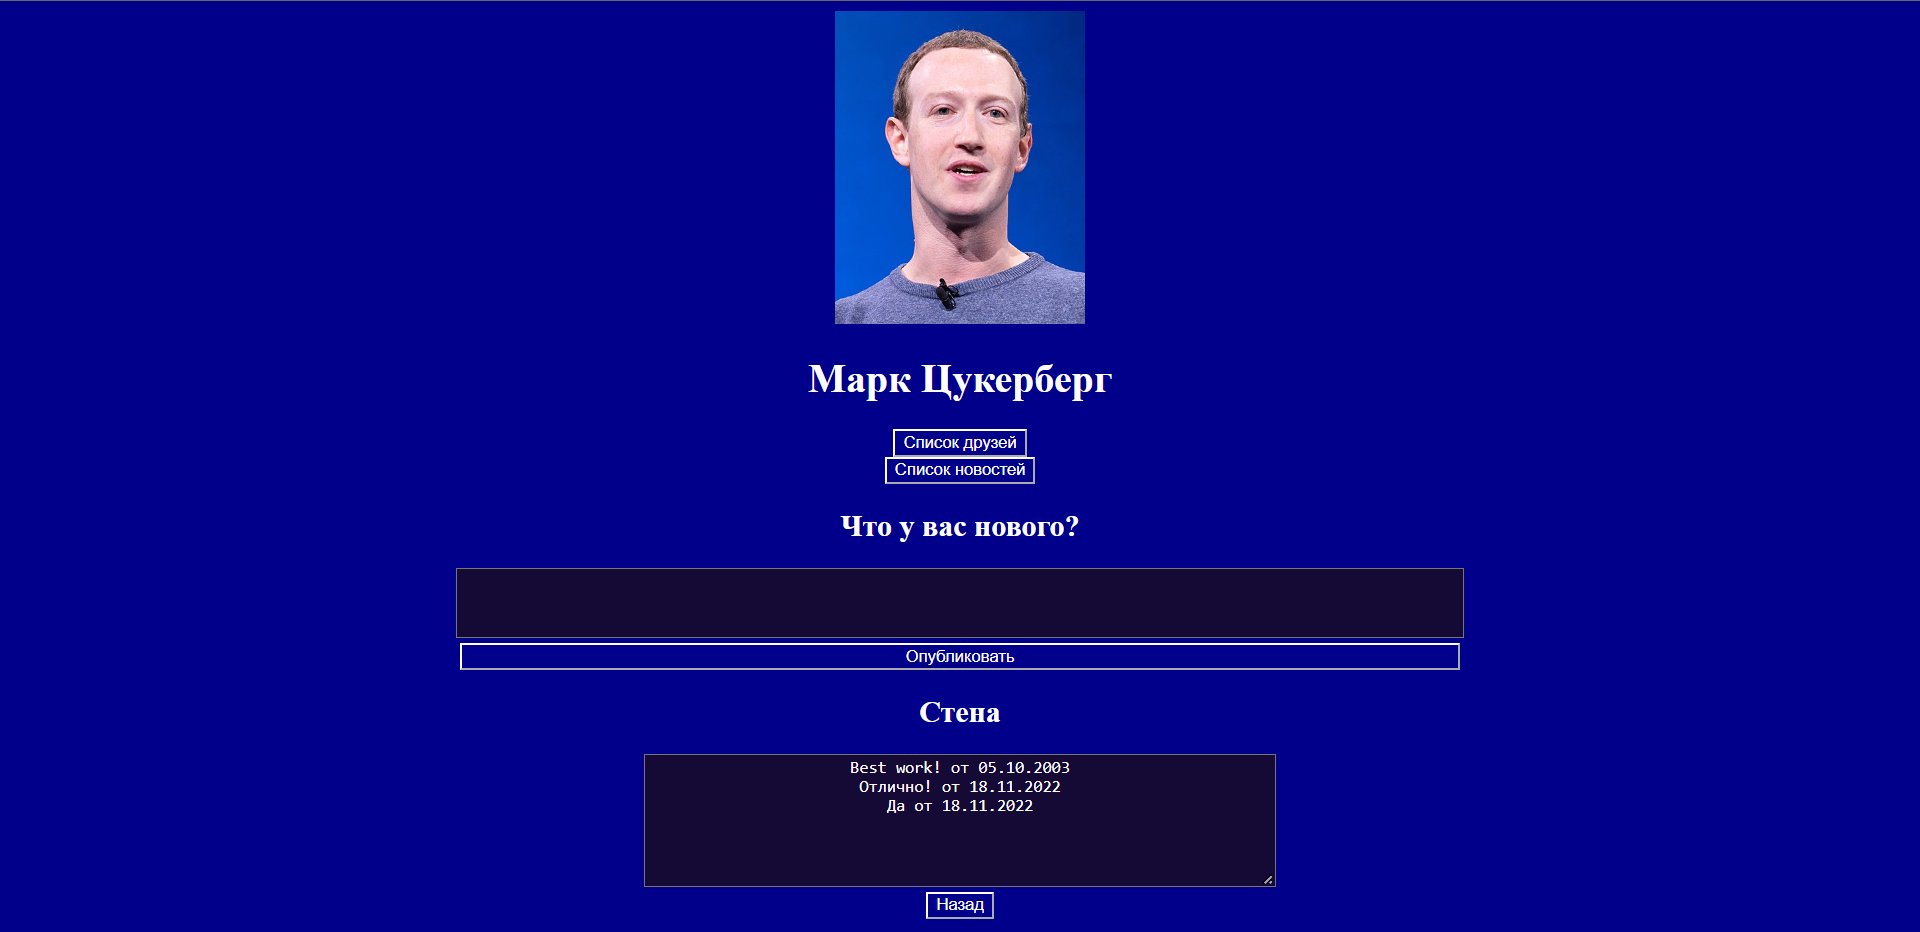 Марк Цукерберг
Список друзей
Список новостей
Что у вас нового?
Опубликовать
Стена
Best work! от 05.10.2003
Отлично! от 18.11.2022
Да от 18.11.2022
Назад